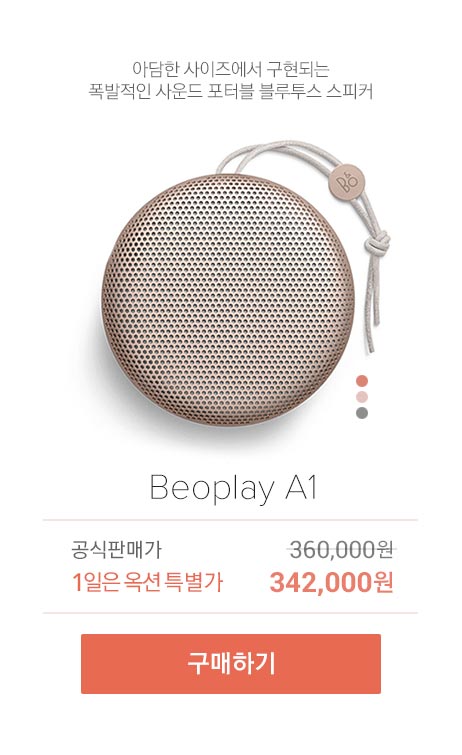 아담한 사이즈에서 구현되는
폭발적인 사운드 포터블 블루투스 스피커
B&O
Beoplay A1
공식판매가 360,000원
1일은 옥션 특별가 342,000원
구매하기